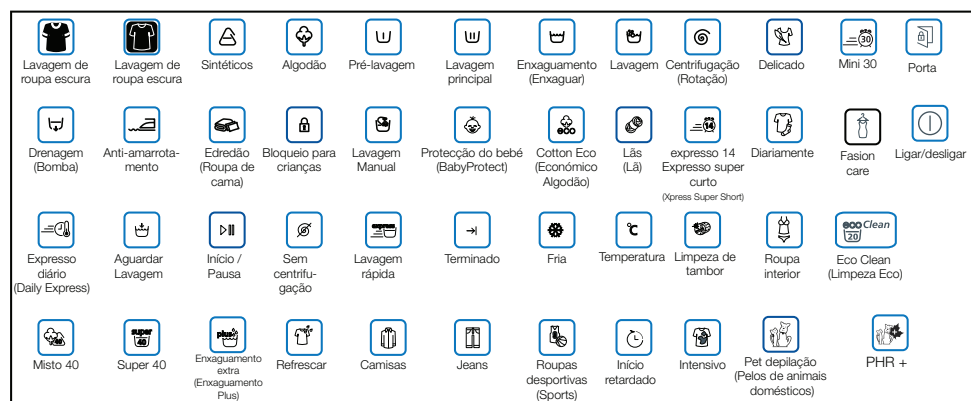 30
Lavagem de
roupa escura
Lavagem de
roupa escura
Sintéticos
Algodão
Pré-lavagem
Lavagem
principal
Enxaguamento
(Enxaguar)
Lavagem
Centrifugação
(Rotação)
Delicado
Mini 30
Porta
eco
14
Drenagem
(Bomba)
Anti-amarrota-
mento
Edredão
(Roupa de
cama)
Bloqueio para
crianças
Lavagem
Manual
Protecção do bebé
(BabyProtect)
Cotton Eco
(Económico
Algodão)
Lãs
(Lã)
expresso 14
Expresso super
curto
(Xpress Super Short)
Diariamente
Fasion
care
Ligar/desligar
express
°C
eco Clean
20
Expresso
diário
(Daily Express)
Aguardar
Lavagem
Início /
Pausa
Sem
centrifu-
gação
Lavagem
rápida
Terminado
Fria
Temperatura
Limpeza de
tambor
Roupa
interior
Eco Clean
(Limpeza Eco)
40
super
40
plus+
Misto 40
Super 40
Enxaguamento
extra
(Enxaguamento
Plus)
Refrescar
Camisas
Jeans
Roupas
desportivas
(Sports)
Início
retardado
Intensivo
Pet depilação
(Pelos de animais
domésticos)
PHR +